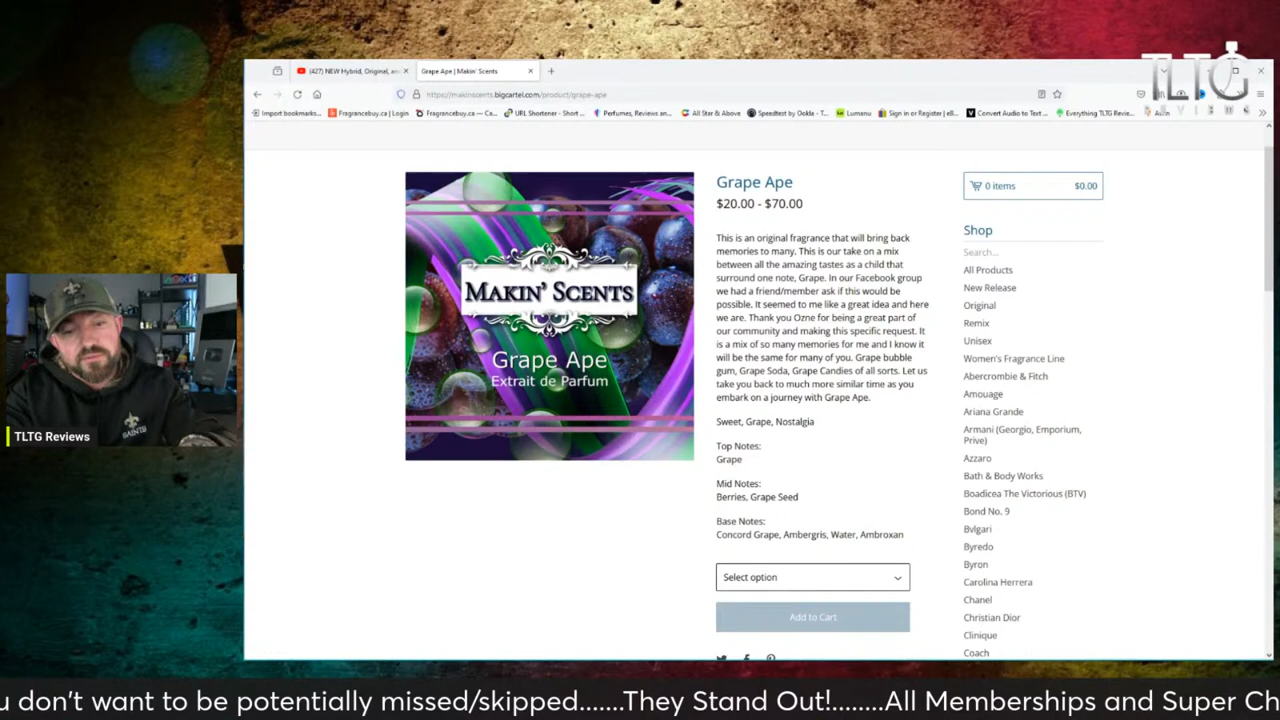 TLTG
(427) NEW Hybrid, Original, an
Grape Ape | Makin' Scents
https://makinscents.bigcartel.com/product/grape-ape
Import bookmarks...
Fragrancebuy.ca | Login
Fragrancebuy.ca — Ca...
URL Shortener - Short ...
Perfumes, Reviews an...
All Star & Above
Speedtest by Ookla - T...
Lumanu
Sign in or Register | eB...
Convert Audio to Text ...
Everything TLTG Revie...
Grape Ape
$20.00 - $70.00
This is an original fragrance that will bring back
memories to many. This is our take on a mix
between all the amazing tastes as a child that
surround one note, Grape. In our Facebook group
we had a friend/member ask if this would be
possible. It seemed to me like a great idea and here
we are. Thank you Ozne for being a great part of
our community and making this specific request. It
is a mix of so many memories for me and I know it
will be the same for many of you. Grape bubble
gum, Grape Soda, Grape Candies of all sorts. Let us
take you back to much more similar time as you
embark on a journey with Grape Ape.
Sweet, Grape, Nostalgia
Top Notes:
Grape
Mid Notes:
Berries, Grape Seed
Base Notes:
Concord Grape, Ambergris, Water, Ambroxan
Select option
Add to Cart
MAKIN' SCENTS
Grape Ape
Extrait de Parfum
0 items $0.00
Shop
Search...
All Products
New Release
Original
Remix
Unisex
Women's Fragrance Line
Abercrombie & Fitch
Amouage
Ariana Grande
Armani (Georgio, Emporium,
Prive)
Azzaro
Bath & Body Works
Boadicea The Victorious (BTV)
Bond No. 9
Bvlgari
Byredo
Byron
Carolina Herrera
Chanel
Christian Dior
Clinique
Coach
SAINTS
TLTG Reviews
u don't want to be potentially missed/skipped......They Stand Out!........All Memberships and Super Ch